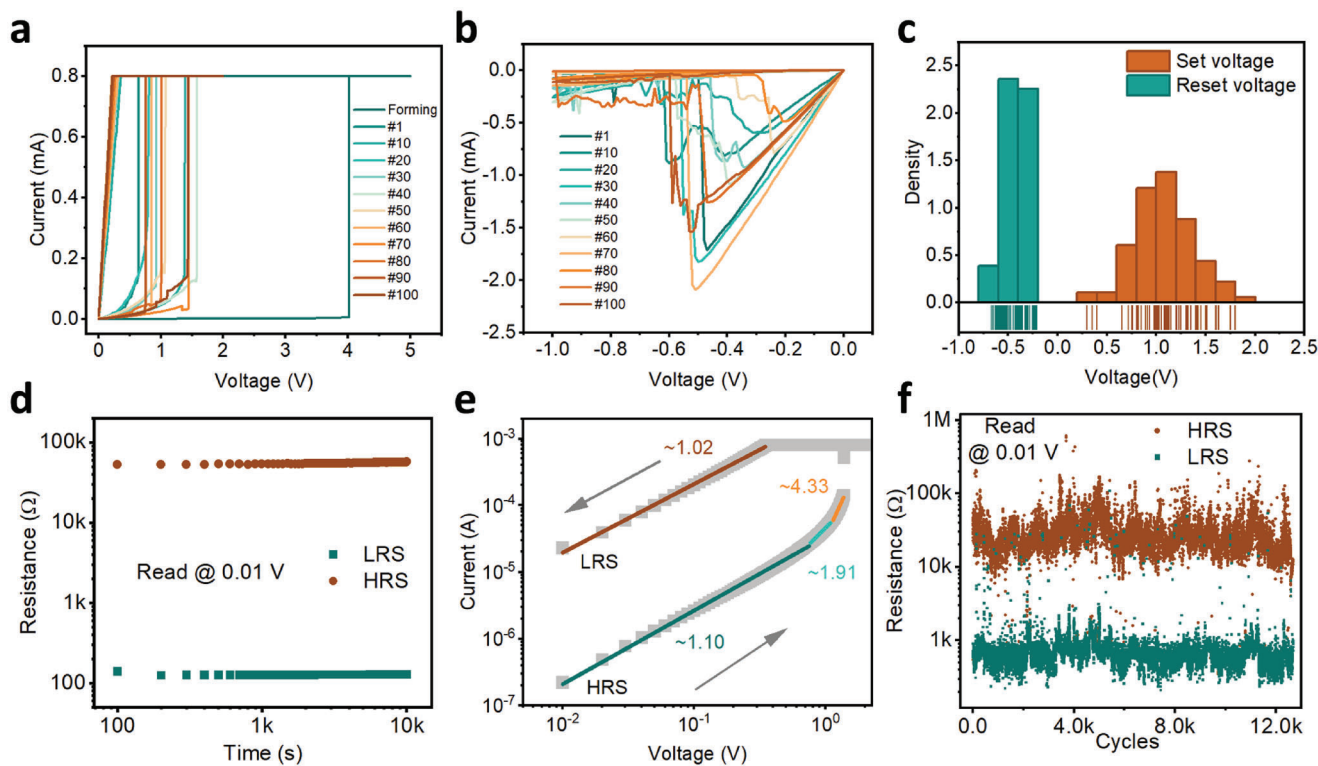 a
0.8
0.6
0.4
0.2
0.0
Current (mA)
0
1
2
3
4
5
Voltage (V)
Forming
#1
#10
#20
#30
#40
#50
#60
#70
#80
#90
#100
b
0.0
-0.5
-1.0
-1.5
-2.0
-2.5
Current (mA)
-1.0
-0.8
-0.6
-0.4
-0.2
0.0
Voltage (V)
#1
#10
#20
#30
#40
#50
#60
#70
#80
#90
#100
c
2.5
2.0
1.5
1.0
0.5
0.0
Density
Set voltage
Reset voltage
-1.0
-0.5
0.0
0.5
1.0
1.5
2.0
2.5
Voltage(V)
d
100k
10k
1k
100
Resistance (Ω)
LRS
HRS
Read @ 0.01 V
100
1k
10k
Time (s)
e
10-3
10-4
10-5
10-6
10-7
Current (A)
~1.02
~4.33
~1.91
~1.10
LRS
HRS
10-2
10-1
100
Voltage (V)
f
1M
100k
10k
1k
Resistance (Ω)
Read
@ 0.01 V
HRS
LRS
0.0
4.0k
8.0k
12.0k
Cycles